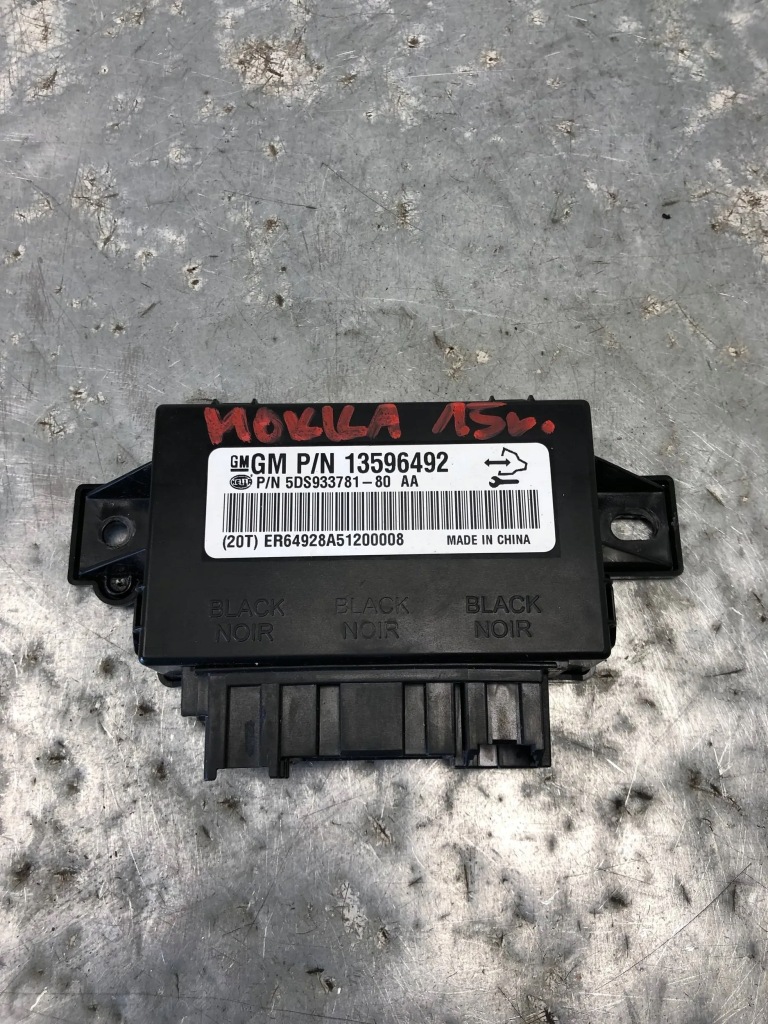 MOKKA 15r.
GM GM P/N 13596492
HELLA P/N 5DS933781-80 AA
(20T) ER64928A51200008 MADE IN CHINA
BLACK BLACK BLACK
NOIR NOIR NOIR